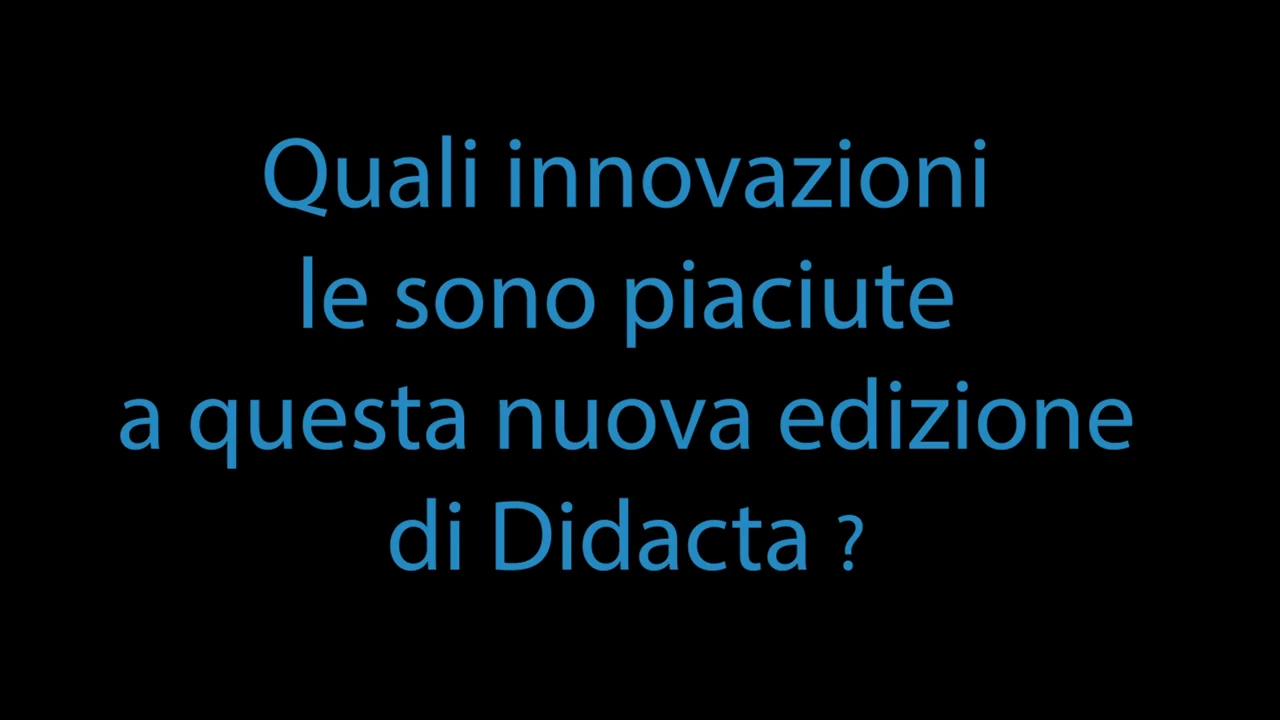 Quali innovazioni
le sono piaciute
a questa nuova edizione
di Didacta ?